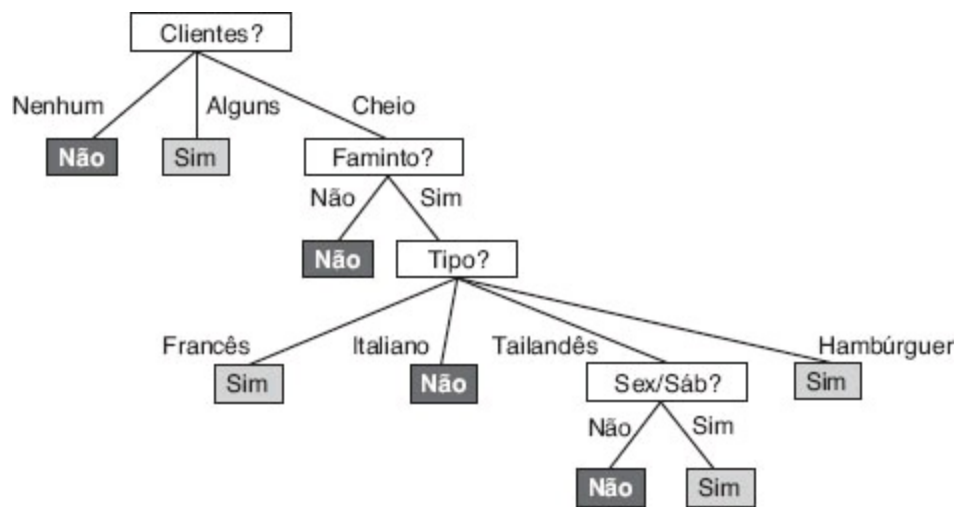 Clientes?
Nenhum Alguns Cheio
Não Sim Faminto?
Não Sim
Não Tipo?
Francês Italiano Tailandês Hambúrguer
Sim Não Sex/Sáb? Sim
Não Sim
Não Sim